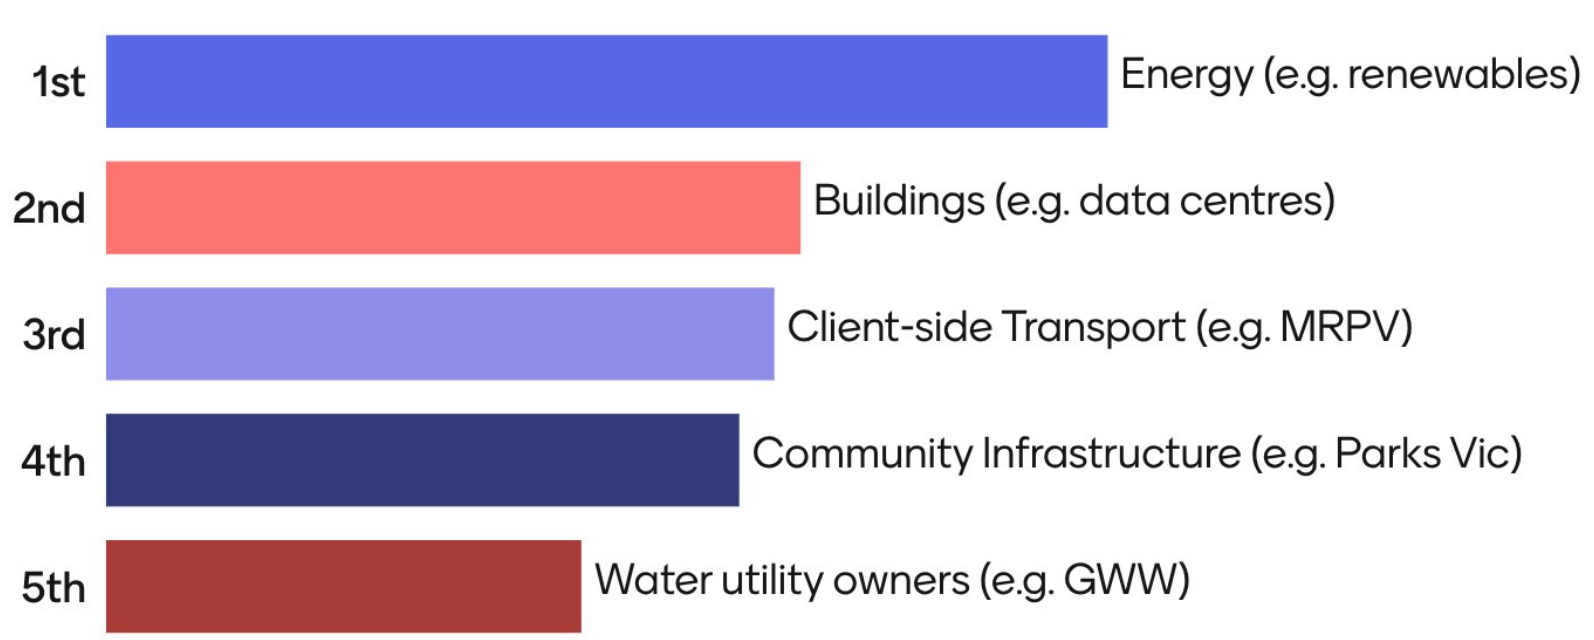 1st Energy (e.g. renewables)
2nd Buildings (e.g. data centres)
3rd Client-side Transport (e.g. MRPV)
4th Community Infrastructure (e.g. Parks Vic)
5th Water utility owners (e.g. GWW)